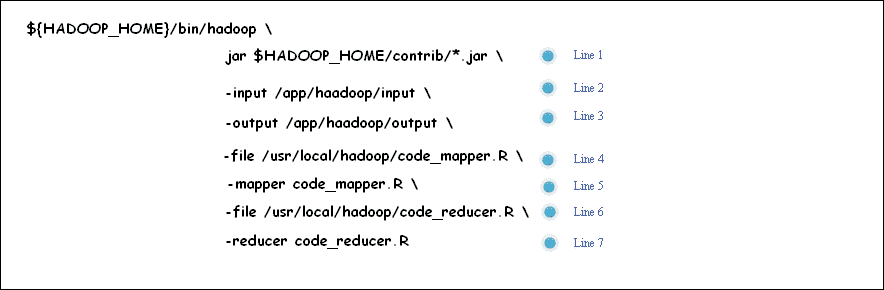 ${HADOOP_HOME}/bin/hadoop \
jar $HADOOP_HOME/contrib/*.jar \ Line 1
-input /app/haadoop/input \ Line 2
-output /app/haadoop/output \ Line 3
-file /usr/local/hadoop/code_mapper.R \ Line 4
-mapper code_mapper.R \ Line 5
-file /usr/local/hadoop/code_reducer.R \ Line 6
-reducer code_reducer.R Line 7